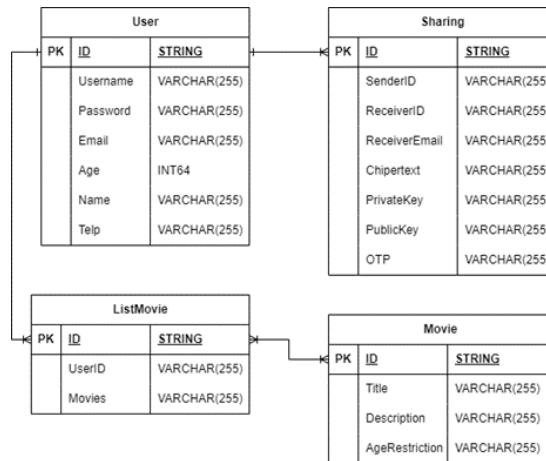 User
PK ID STRING
Username VARCHAR(255)
Password VARCHAR(255)
Email VARCHAR(255)
Age INT64
Name VARCHAR(255)
Telp VARCHAR(255)
Sharing
PK ID STRING
SenderID VARCHAR(255
ReceiverID VARCHAR(255
ReceiverEmail VARCHAR(255
Chipertext VARCHAR(255
PrivateKey VARCHAR(255
PublicKey VARCHAR(255
OTP VARCHAR(255
ListMovie
PK ID STRING
UserID VARCHAR(255)
Movies VARCHAR(255)
Movie
PK ID STRING
Title VARCHAR(255)
Description VARCHAR(255)
AgeRestriction VARCHAR(255)